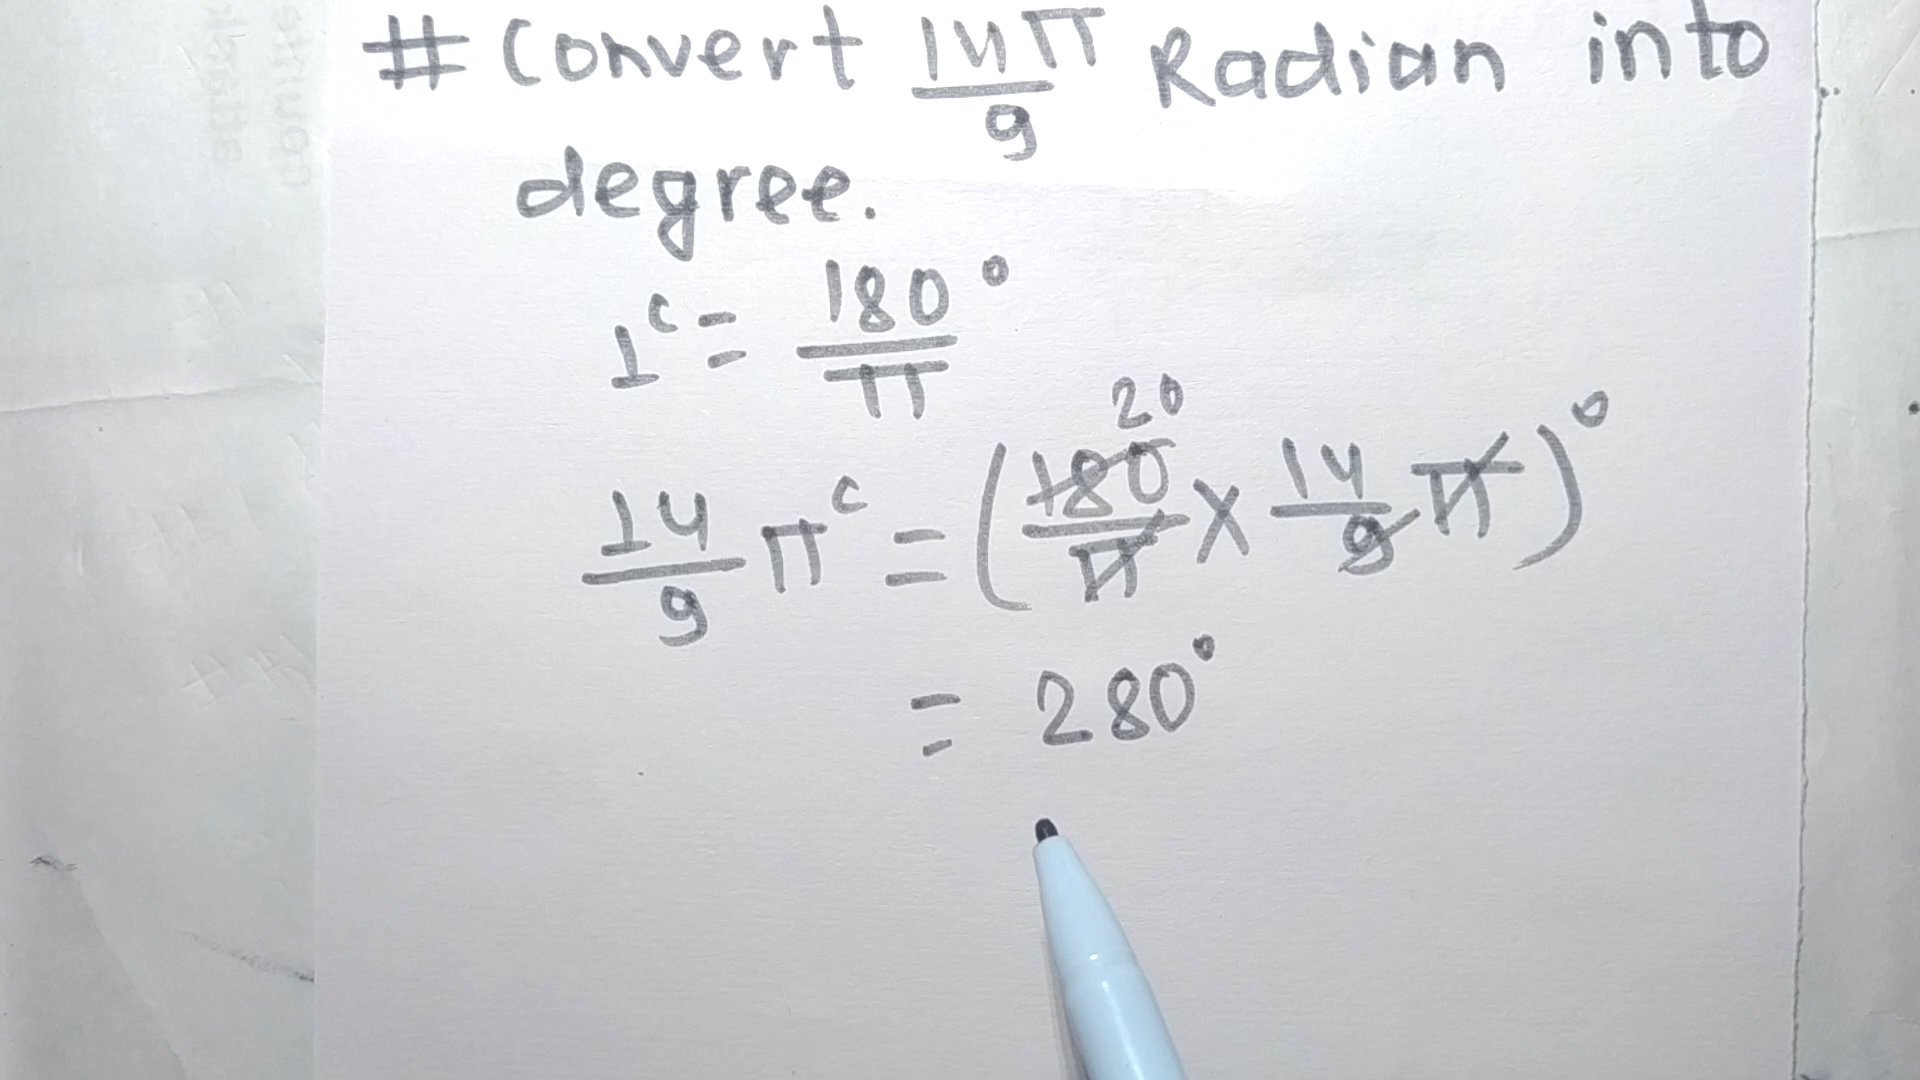 # Convert 14π/9 Radian into
degree.
1ᶜ = 180°/π
14/9 πᶜ = (180/π × 14/9 π)°
20
= 280°